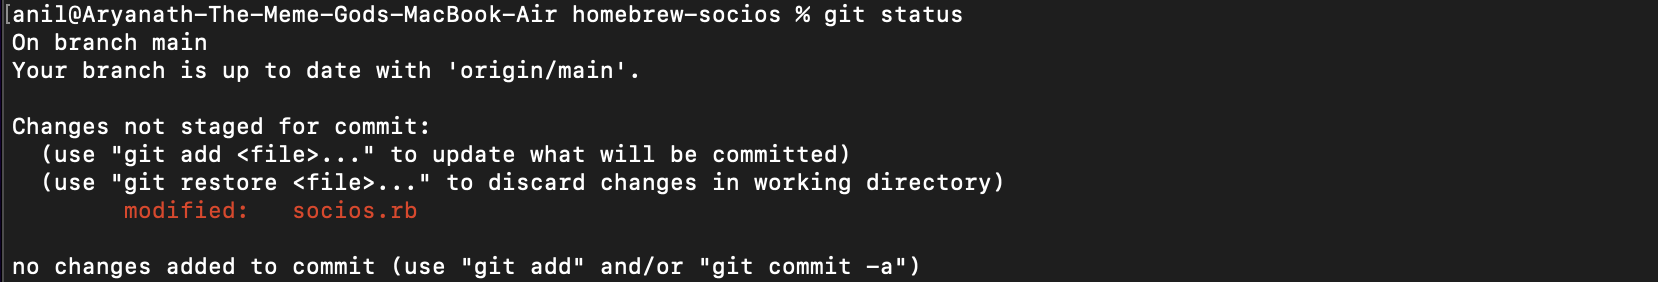 [anil@Aryanath-The-Meme-Gods-MacBook-Air homebrew-socios % git status
On branch main
Your branch is up to date with 'origin/main'.

Changes not staged for commit:
  (use "git add <file>..." to update what will be committed)
  (use "git restore <file>..." to discard changes in working directory)
        modified:   socios.rb

no changes added to commit (use "git add" and/or "git commit -a")